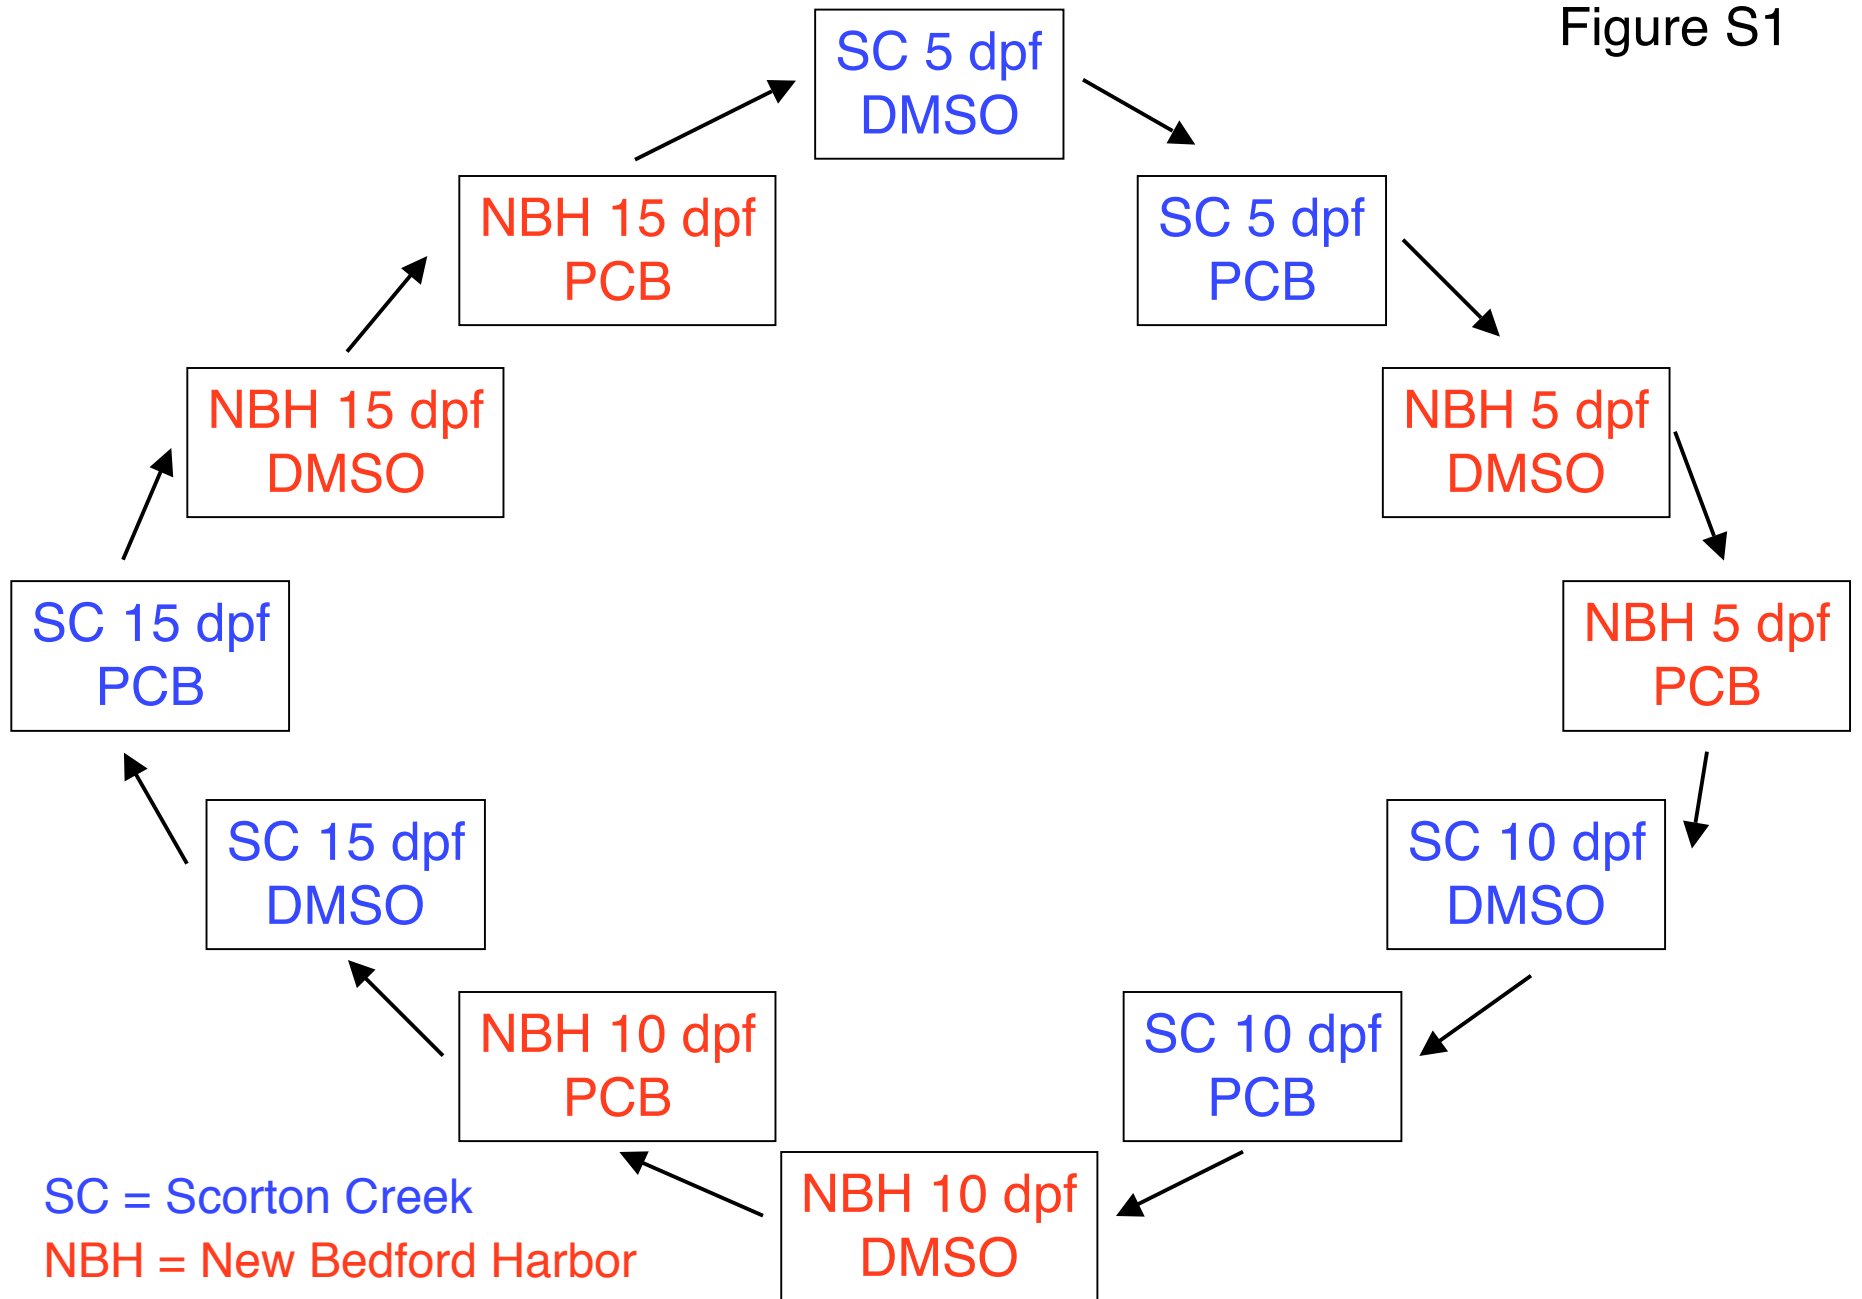 Figure S1
SC 5 dpf
DMSO
SC 5 dpf
PCB
NBH 5 dpf
DMSO
NBH 5 dpf
PCB
SC 10 dpf
DMSO
SC 10 dpf
PCB
NBH 10 dpf
DMSO
NBH 10 dpf
PCB
SC 15 dpf
DMSO
SC 15 dpf
PCB
NBH 15 dpf
DMSO
NBH 15 dpf
PCB
SC = Scorton Creek
NBH = New Bedford Harbor